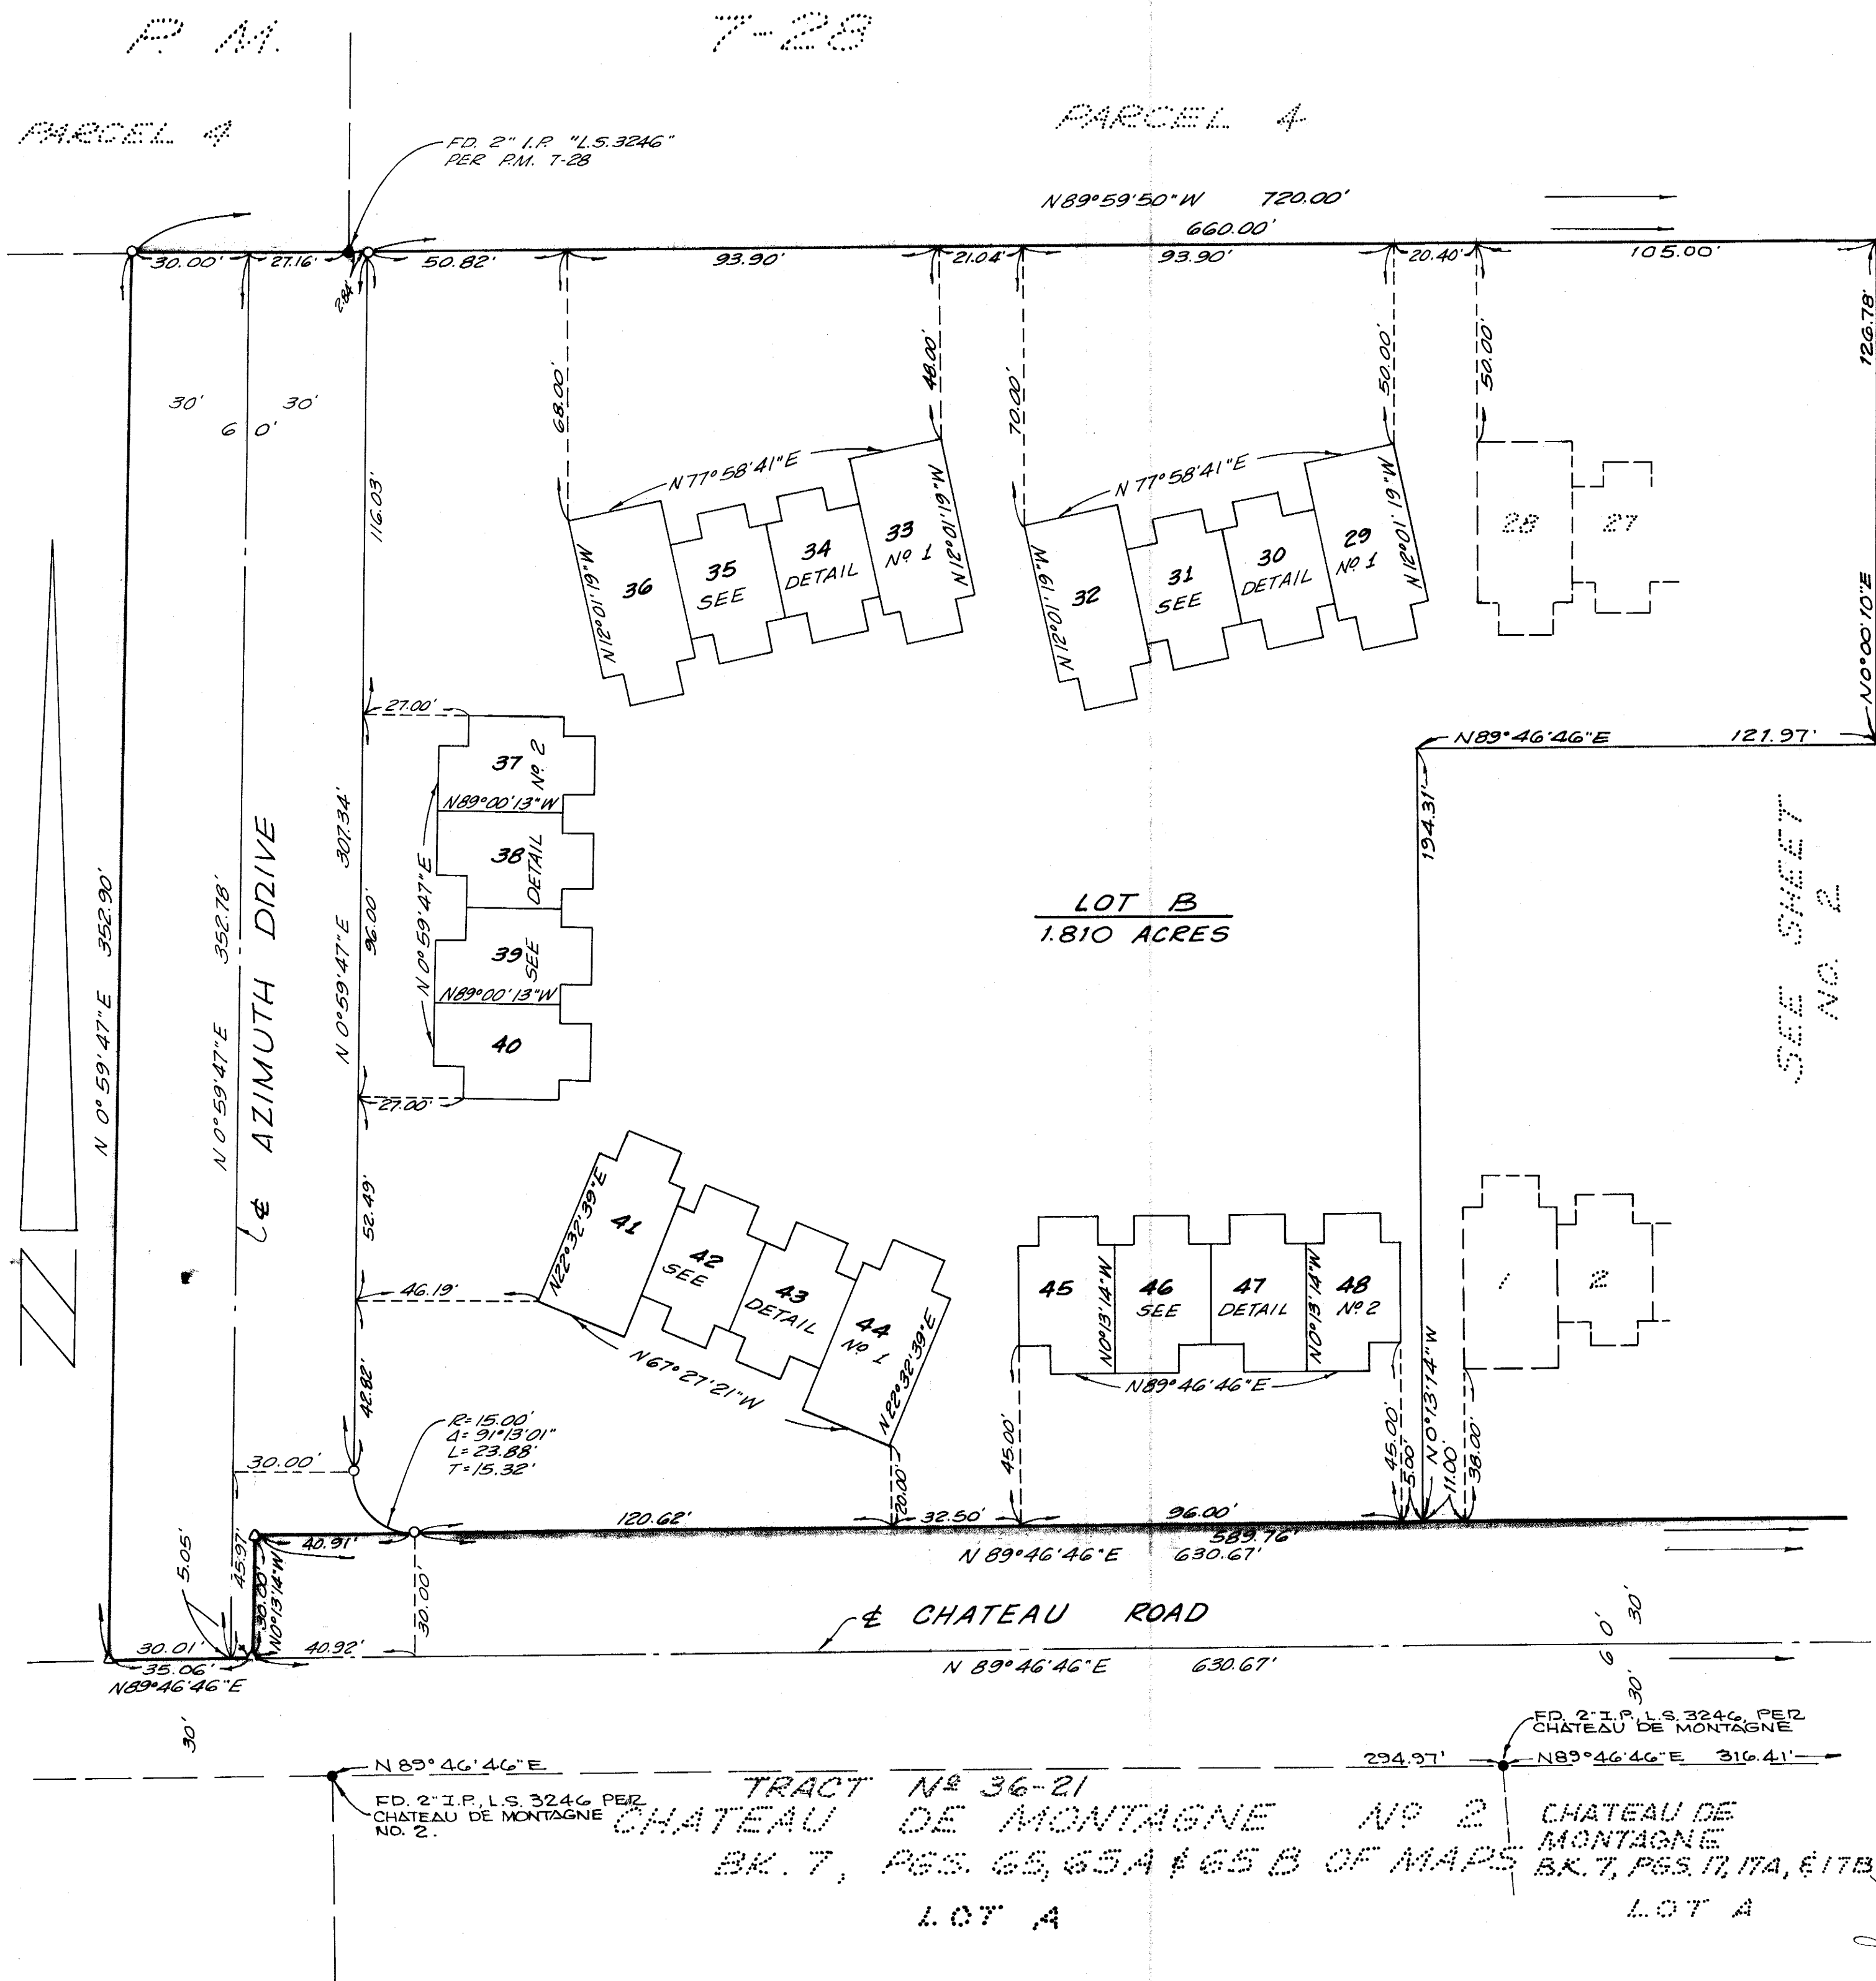 P. M. 7-28
PARCEL 4
PARCEL 4
FD. 2" I.P. "L.S.3246"
PER P.M. 7-28
N89°59'50"W 720.00'
660.00'
30.00'
27.16'
2.84'
50.82'
93.90'
21.04'
93.90'
20.40'
105.00'
126.78'
N0°00'10"E
30' 30'
6 0'
116.03'
68.00'
48.00'
70.00'
50.00'
50.00'
N77°58'41"E
N 77°58'41"E
N12°01'19"W
36
35
SEE
34
DETAIL
33
Nº 1
N12°01'19"W
N12°01'19"W
32
31
SEE
30
DETAIL
29
Nº 1
N12°01'19"W
28
27
27.00'
37
Nº 2
N89°00'13"W
38
DETAIL
39
SEE
N89°00'13"W
40
N 0°59'47"E
27.00'
N 0°59'47"E 352.90'
N 0°59'47"E 352.78'
℄ AZIMUTH DRIVE
N 0°59'47"E 307.34'
96.00'
52.49'
42.82'
LOT B
1.810 ACRES
N89°46'46"E 121.97'
194.31'
SEE SHEET
NO. 2
N
46.19'
N22°32'39"E
41
42
SEE
43
DETAIL
44
Nº 1
N22°32'39"E
N67°27'21"W
45
N0°13'14"W
46
SEE
47
DETAIL
N0°13'14"W
48
Nº 2
N89°46'46"E
1
2
R=15.00'
Δ=91°13'01"
L=23.88'
T=15.32'
30.00'
45.00'
45.00'
5.00'
N0°13'14"W
11.00'
38.00'
20.00'
120.62'
32.50'
96.00'
589.76'
N 89°46'46"E 630.67'
40.91'
5.05'
45.97'
30.00'
N0°13'14"W
30.00'
30.01'
35.06'
N89°46'46"E
40.92'
℄ CHATEAU ROAD
N 89°46'46"E 630.67'
30'
6 0'
30'
30'
FD. 2" I.P., L.S. 3246, PER
CHATEAU DE MONTAGNE
N 89°46'46"E
294.97'
N89°46'46"E 316.41'
FD. 2" I.P., L.S. 3246 PER
CHATEAU DE MONTAGNE
NO. 2.
TRACT Nº 36-21
CHATEAU DE MONTAGNE Nº 2
BK. 7, PGS. 65, 65A & 65B OF MAPS
LOT A
CHATEAU DE
MONTAGNE
BK. 7, PGS. 17, 17A, & 17B,
LOT A